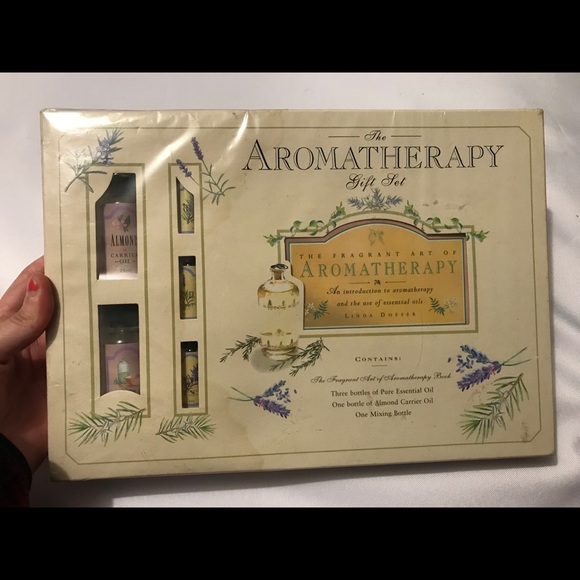 The
AROMATHERAPY
Gift Set
THE FRAGRANT ART OF
AROMATHERAPY
An introduction to aromatherapy
and the use of essential oils
LINDA DOESER
CONTAINS:
The Fragrant Art of Aromatherapy Book
Three bottles of Pure Essential Oil
One bottle of Almond Carrier Oil
One Mixing Bottle
ALMOND
CARRIER
OIL